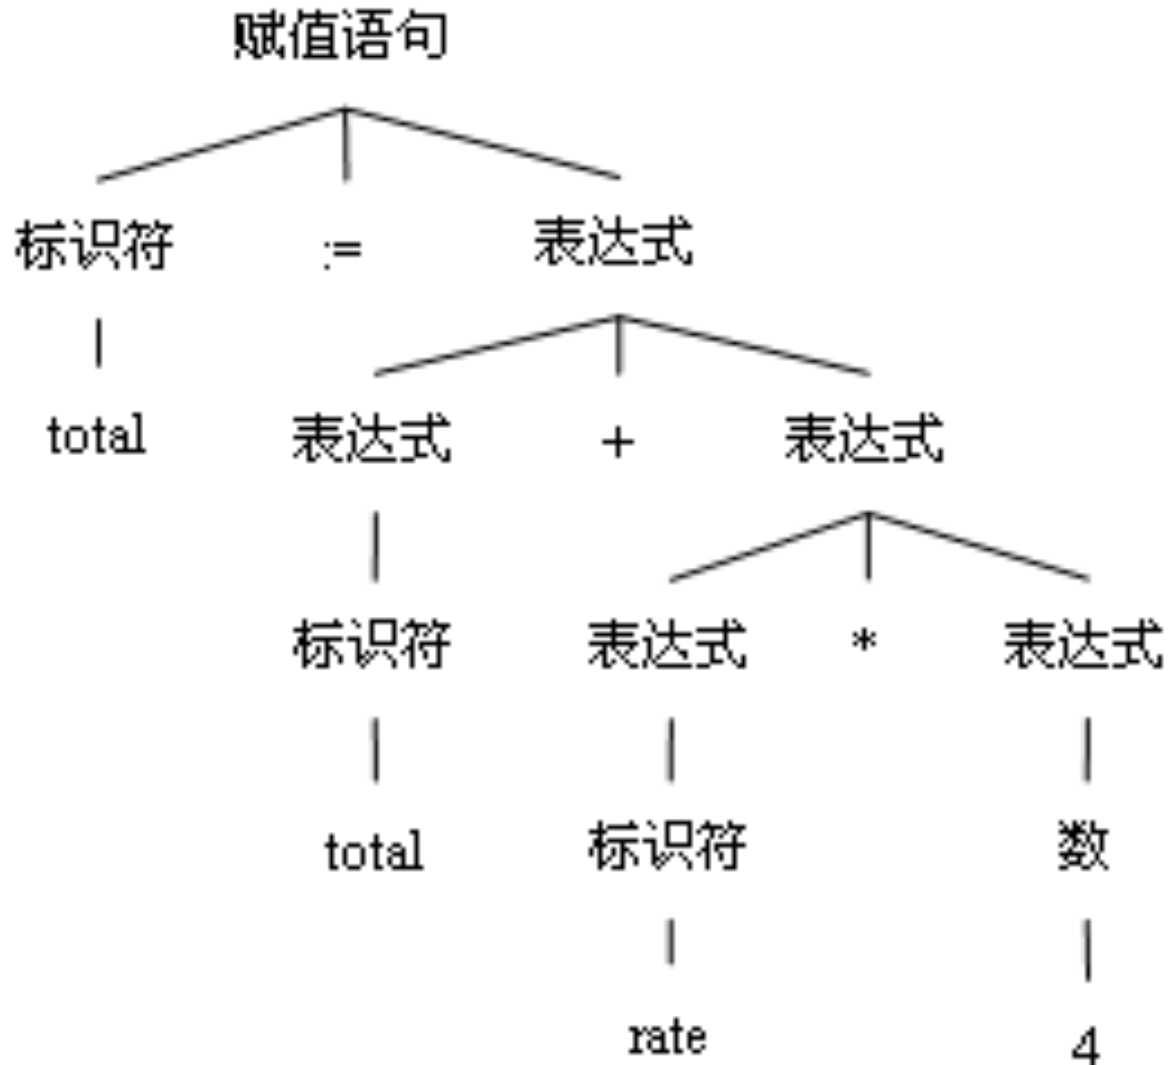 赋值语句
标识符 := 表达式
total 表达式 + 表达式
标识符 表达式 * 表达式
total 标识符 数
rate 4